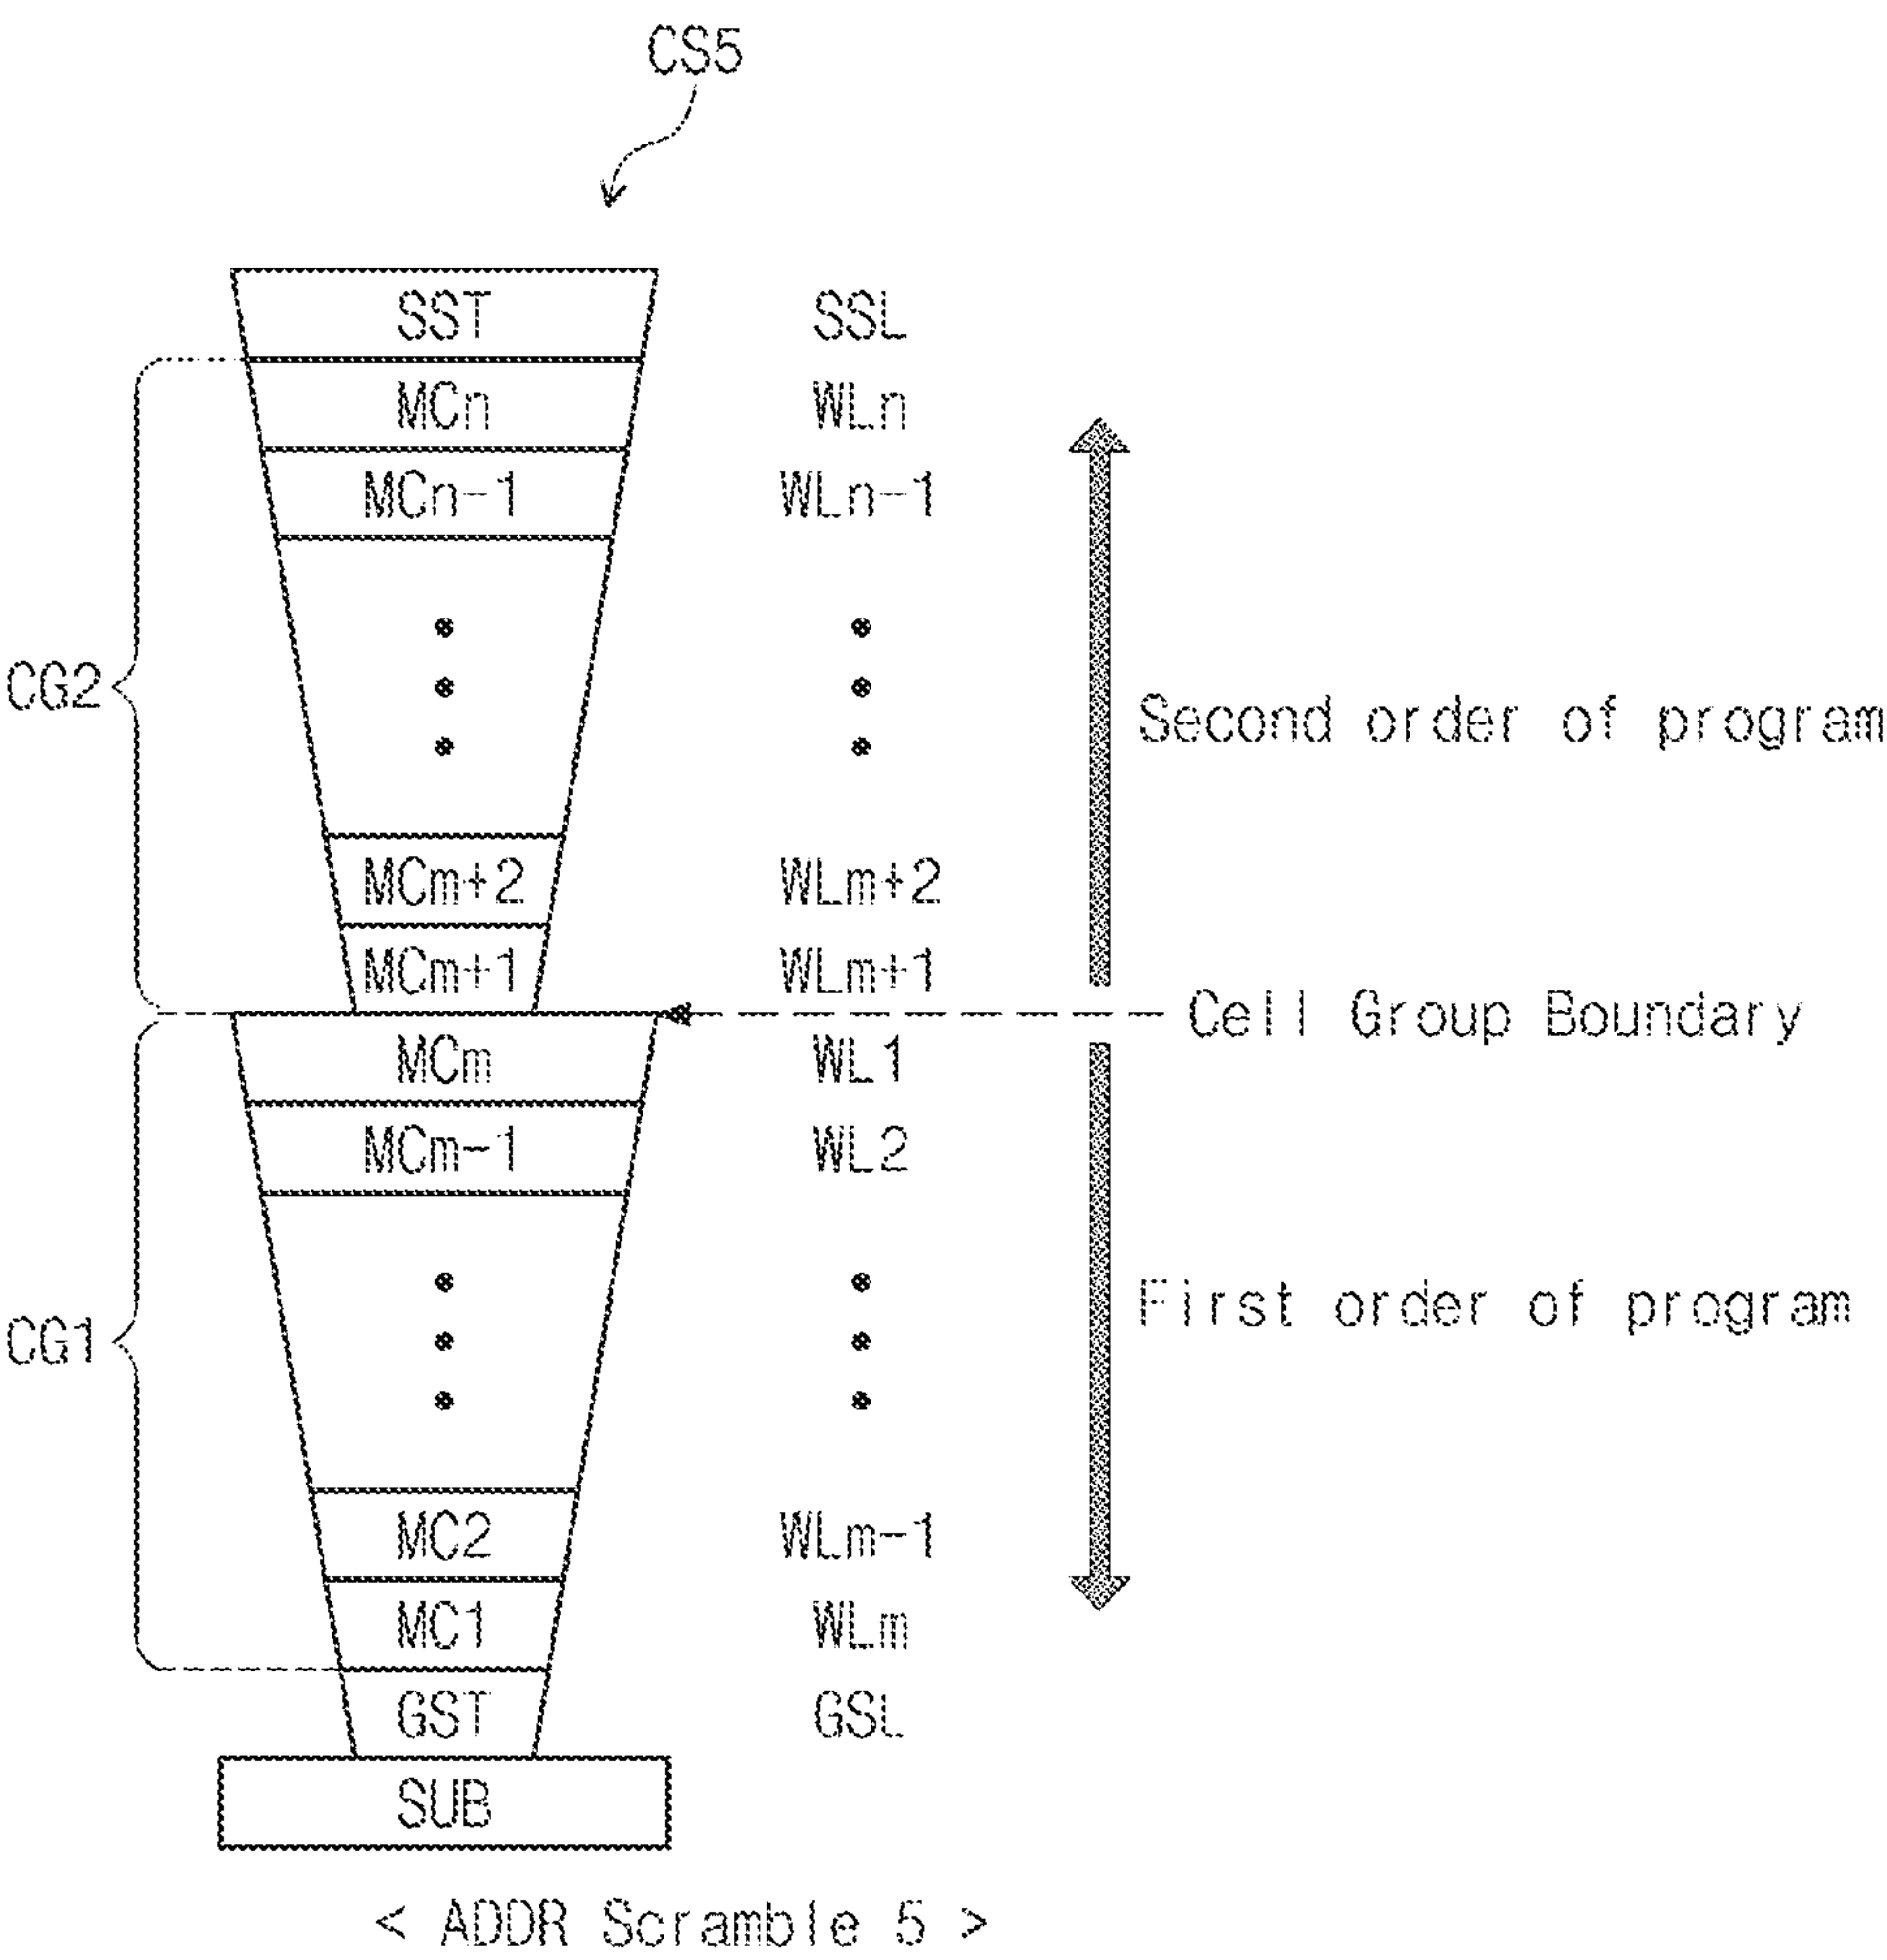 CS5
SST SSL
MCn WLn
MCn-1 WLn-1
CG2
Second order of program
MCm+2 WLm+2
MCm+1 WLm+1
Cell Group Boundary
MCm WL1
MCm-1 WL2
First order of program
CG1
MC2 WLm-1
MC1 WLm
GST GSL
SUB
< ADDR Scramble 5 >